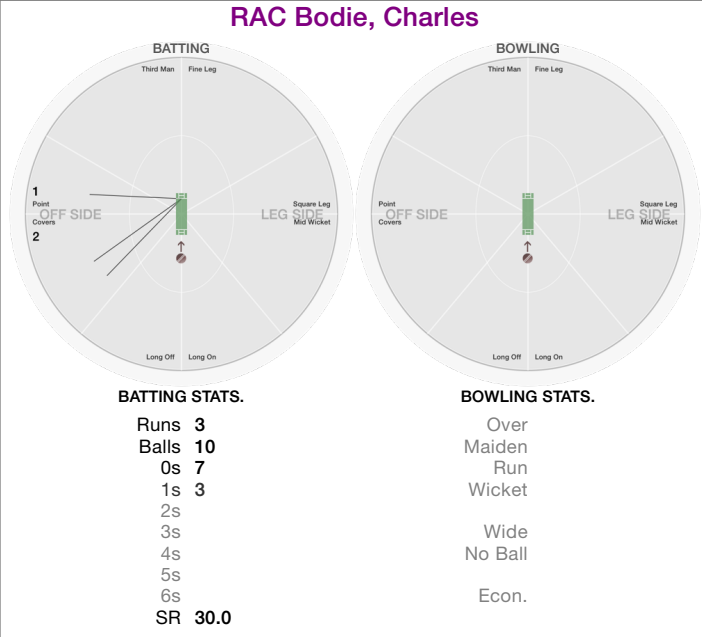 RAC Bodie, Charles
BATTING
Third Man Fine Leg
1
Point
OFF SIDE
Covers
2
Square Leg
LEG SIDE
Mid Wicket
Long Off Long On
BOWLING
Third Man Fine Leg
Point
OFF SIDE
Covers
Square Leg
LEG SIDE
Mid Wicket
Long Off Long On
BATTING STATS.
Runs 3
Balls 10
0s 7
1s 3
2s
3s
4s
5s
6s
SR 30.0
BOWLING STATS.
Over
Maiden
Run
Wicket
Wide
No Ball
Econ.